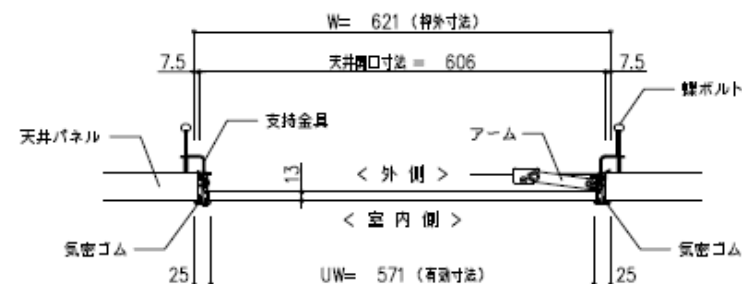 W= 621 (枠外寸法)
7.5 天井開口寸法 = 606 7.5
蝶ボルト
支持金具
アーム
天井パネル
13
< 外 側 >
< 室 内 側 >
気密ゴム
気密ゴム
25 UW= 571 (有効寸法) 25